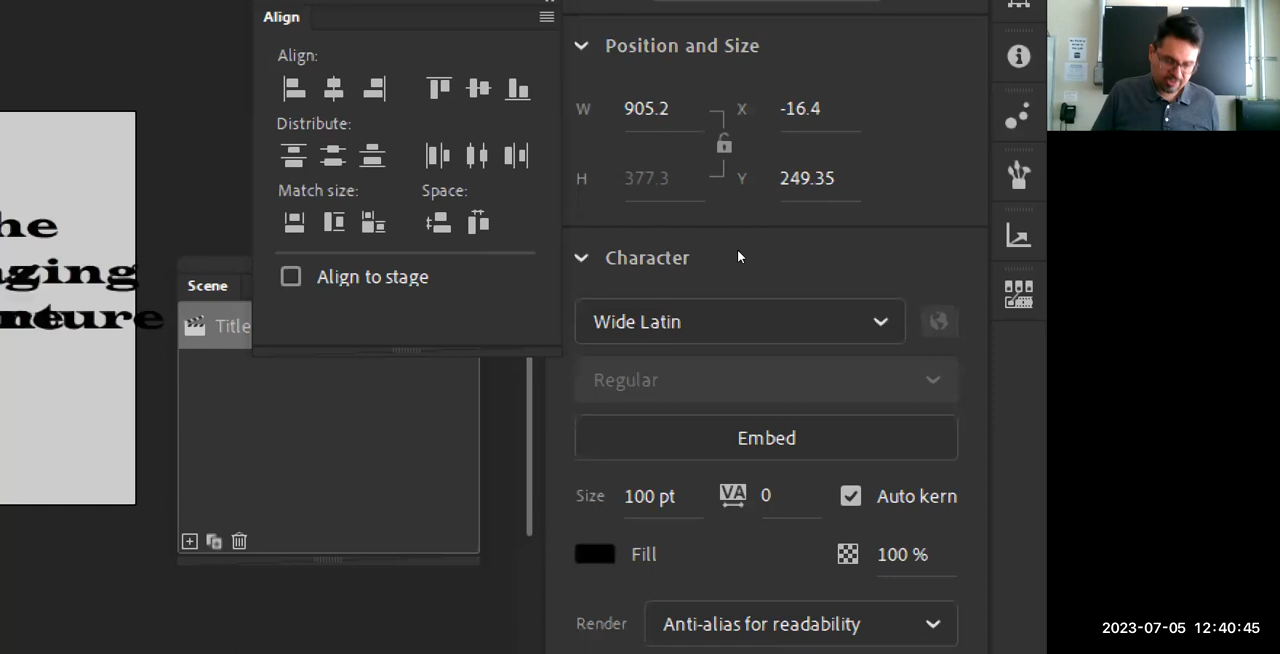 Align
Align:
Distribute:
Match size: Space:
Align to stage
he
azing
Scene
Title
Position and Size
W 905.2 X -16.4
H 377.3 Y 249.35
Character
Wide Latin
Regular
Embed
Size 100 pt VA 0 Auto kern
Fill 100 %
Render Anti-alias for readability
2023-07-05 12:40:45